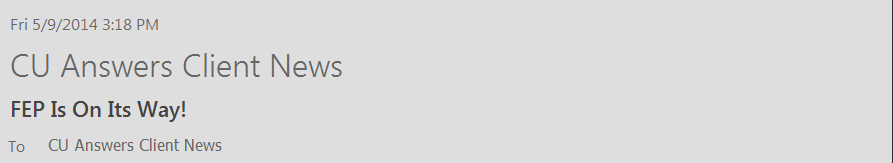 Fri 5/9/2014 3:18 PM
CU Answers Client News
FEP Is On Its Way!
To CU Answers Client News